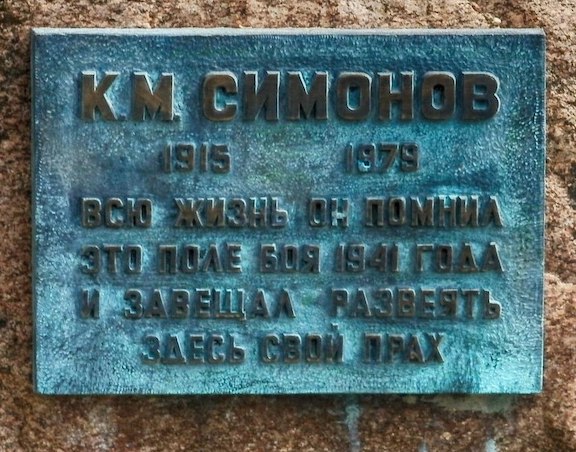 К.М. СИМОНОВ
1915 1979
ВСЮ ЖИЗНЬ ОН ПОМНИЛ
ЭТО ПОЛЕ БОЯ 1941 ГОДА
И ЗАВЕЩАЛ РАЗВЕЯТЬ
ЗДЕСЬ СВОЙ ПРАХ